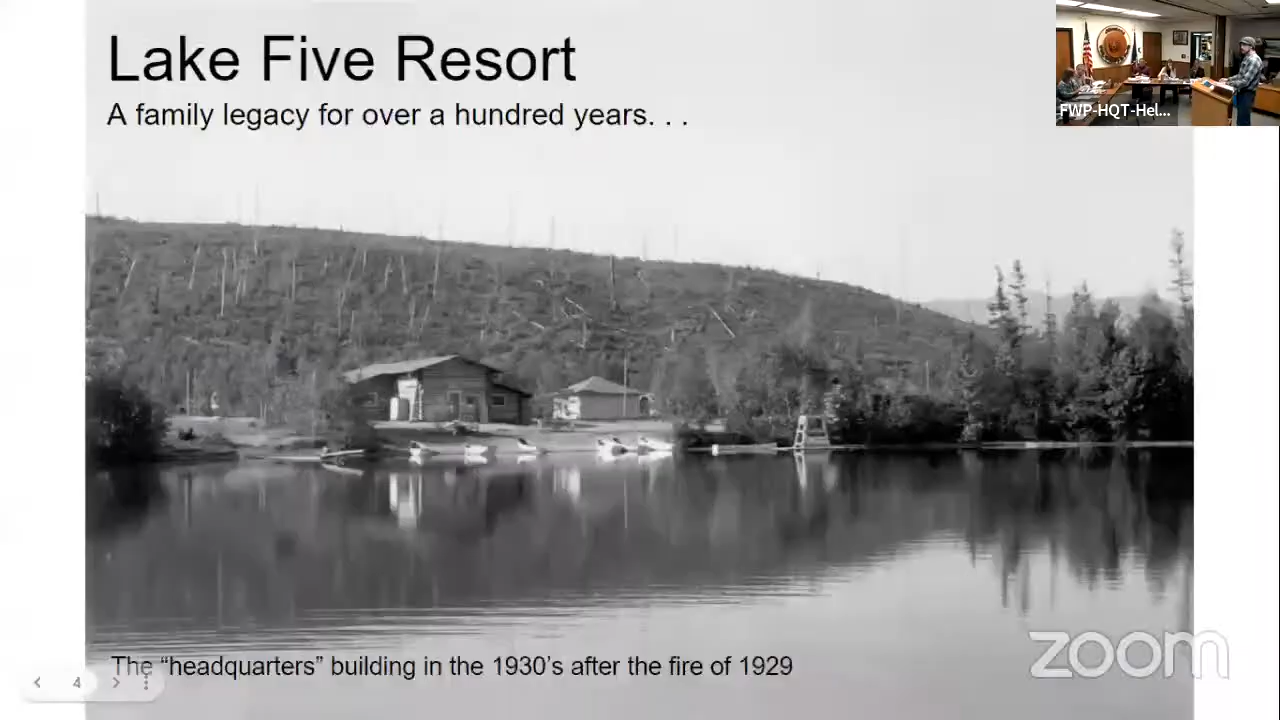 Lake Five Resort
A family legacy for over a hundred years. . .
FWP-HQT-Hel...
The “headquarters” building in the 1930’s after the fire of 1929
4
zoom